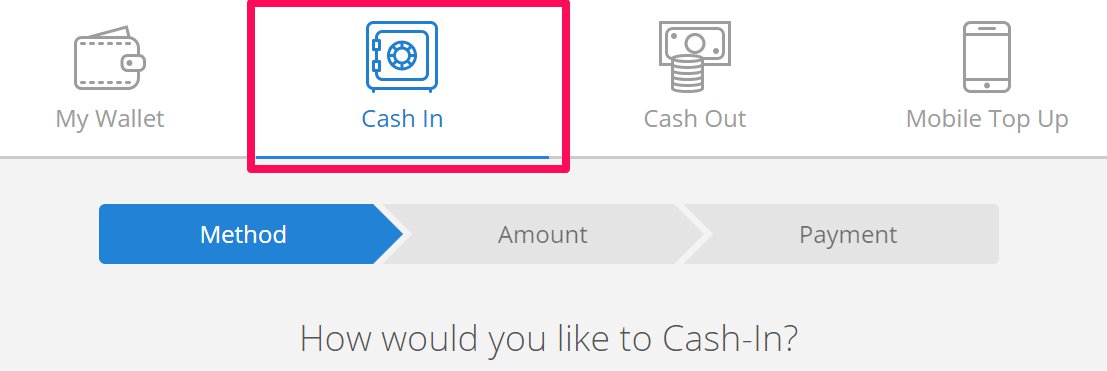 My Wallet
Cash In
Cash Out
Mobile Top Up
Method
Amount
Payment
How would you like to Cash-In?